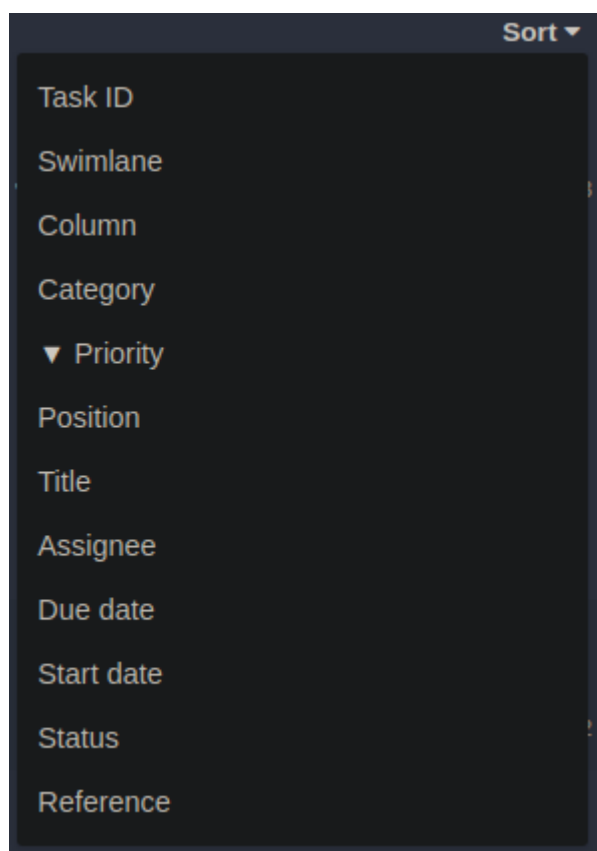 Sort ▾
Task ID
Swimlane
Column
Category
▼ Priority
Position
Title
Assignee
Due date
Start date
Status
Reference